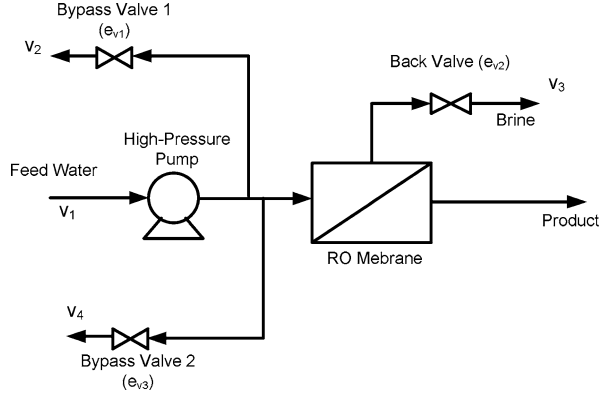 Bypass Valve 1
(ev1)
v2
Back Valve (ev2)
v3
Brine
High-Pressure
Pump
Feed Water
v1
Product
RO Mebrane
v4
Bypass Valve 2
(ev3)